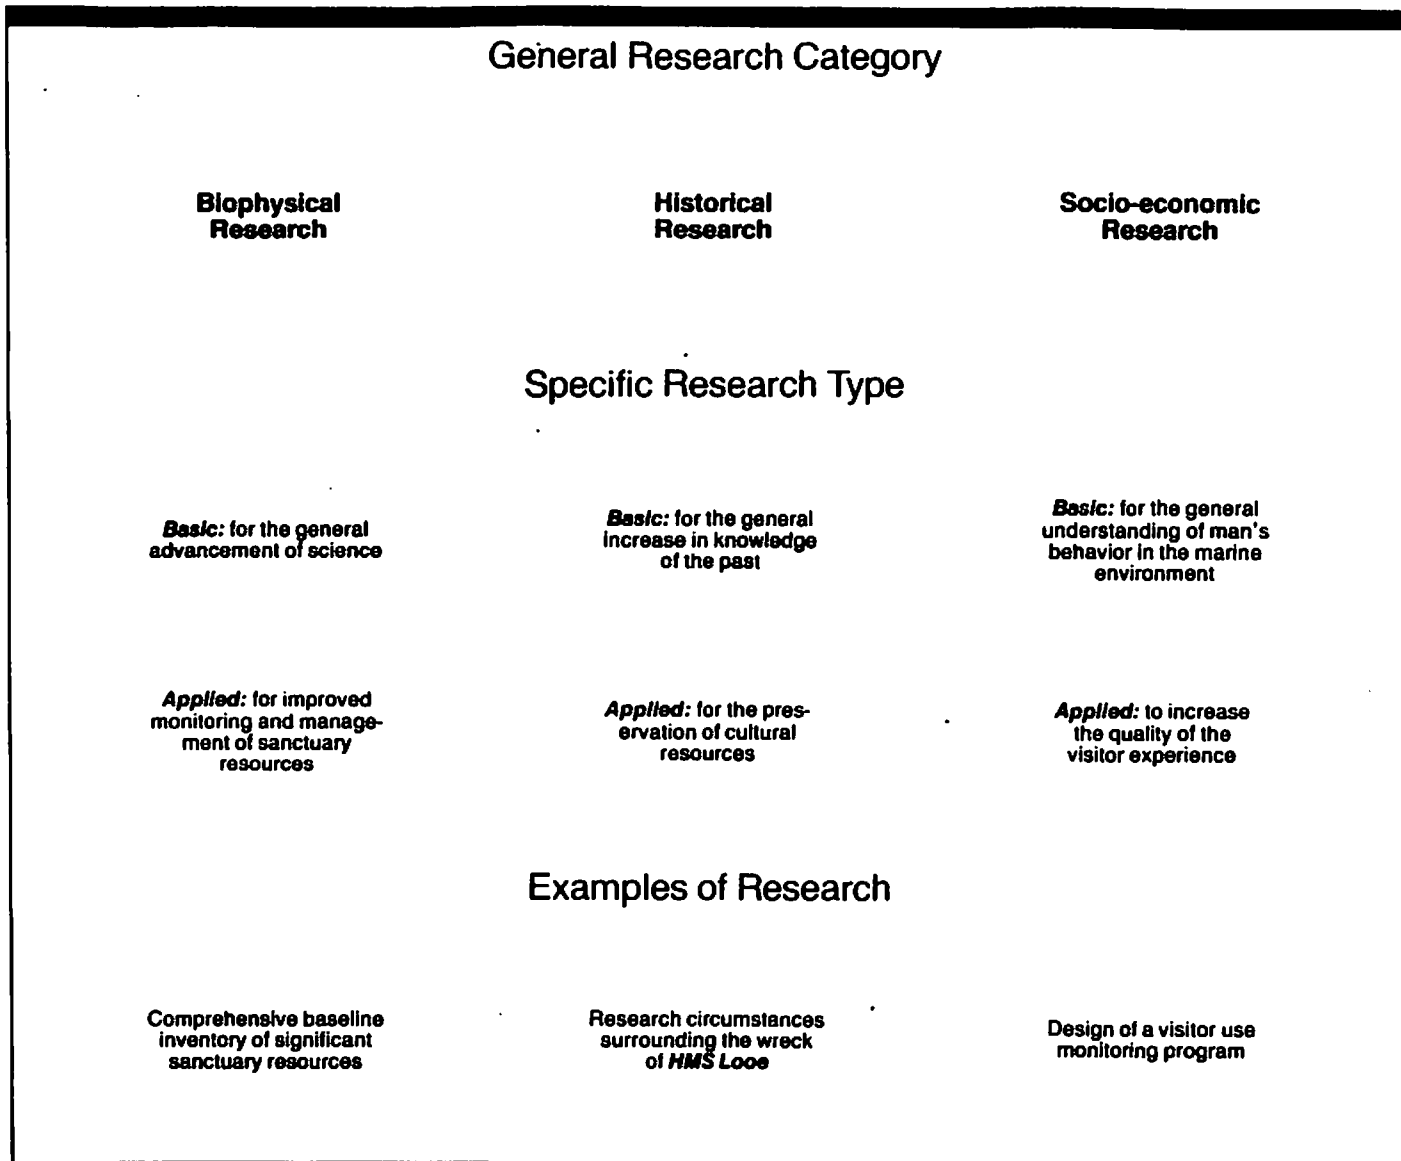 General Research Category
Biophysical
Research
Historical
Research
Socio-economic
Research
Specific Research Type
Basic: for the general
advancement of science
Basic: for the general
increase in knowledge
of the past
Basic: for the general
understanding of man's
behavior in the marine
environment
Applied: for improved
monitoring and manage-
ment of sanctuary
resources
Applied: for the pres-
ervation of cultural
resources
Applied: to increase
the quality of the
visitor experience
Examples of Research
Comprehensive baseline
inventory of significant
sanctuary resources
Research circumstances
surrounding the wreck
of HMS Looe
Design of a visitor use
monitoring program